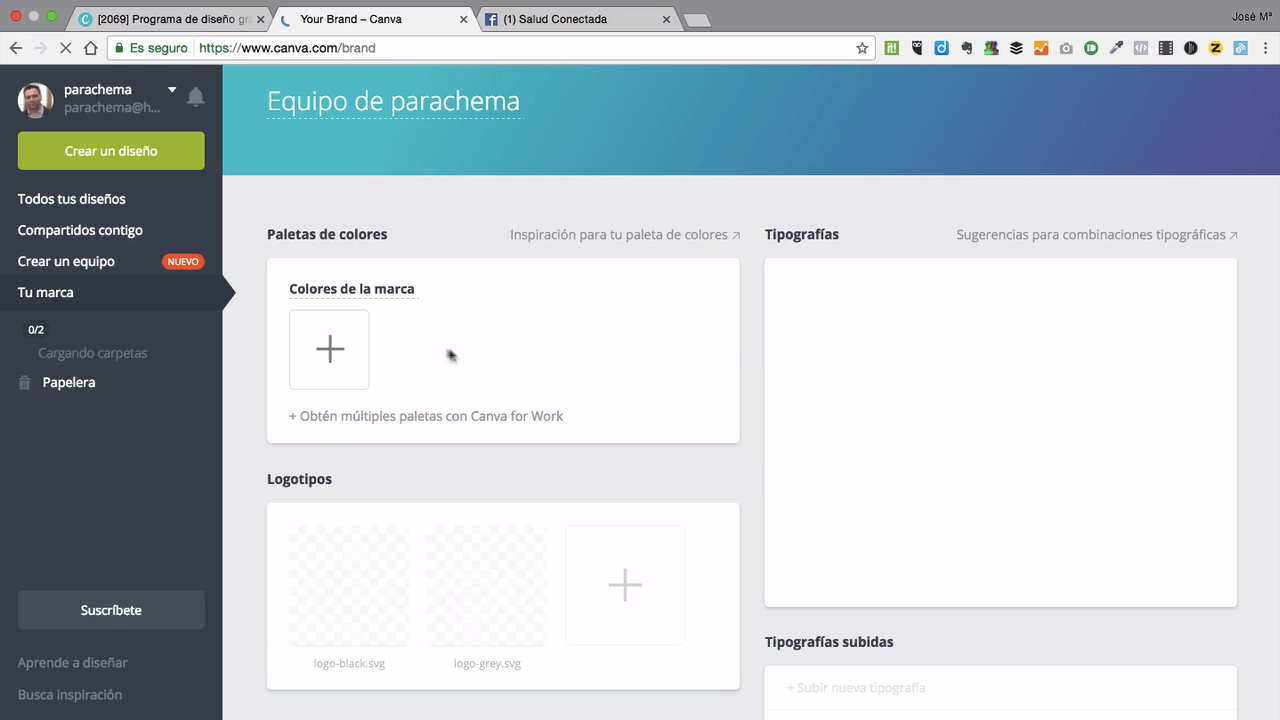 [2069] Programa de diseño gr
Your Brand – Canva
(1) Salud Conectada
José Mª
Es seguro
https://www.canva.com/brand
parachema
parachema@h...
Crear un diseño
Todos tus diseños
Compartidos contigo
Crear un equipo
NUEVO
Tu marca
0/2
Cargando carpetas
Papelera
Suscríbete
Aprende a diseñar
Busca inspiración
Equipo de parachema
Paletas de colores
Inspiración para tu paleta de colores
Colores de la marca
+ Obtén múltiples paletas con Canva for Work
Logotipos
logo-black.svg
logo-grey.svg
Tipografías
Sugerencias para combinaciones tipográficas
Tipografías subidas
+ Subir nueva tipografía